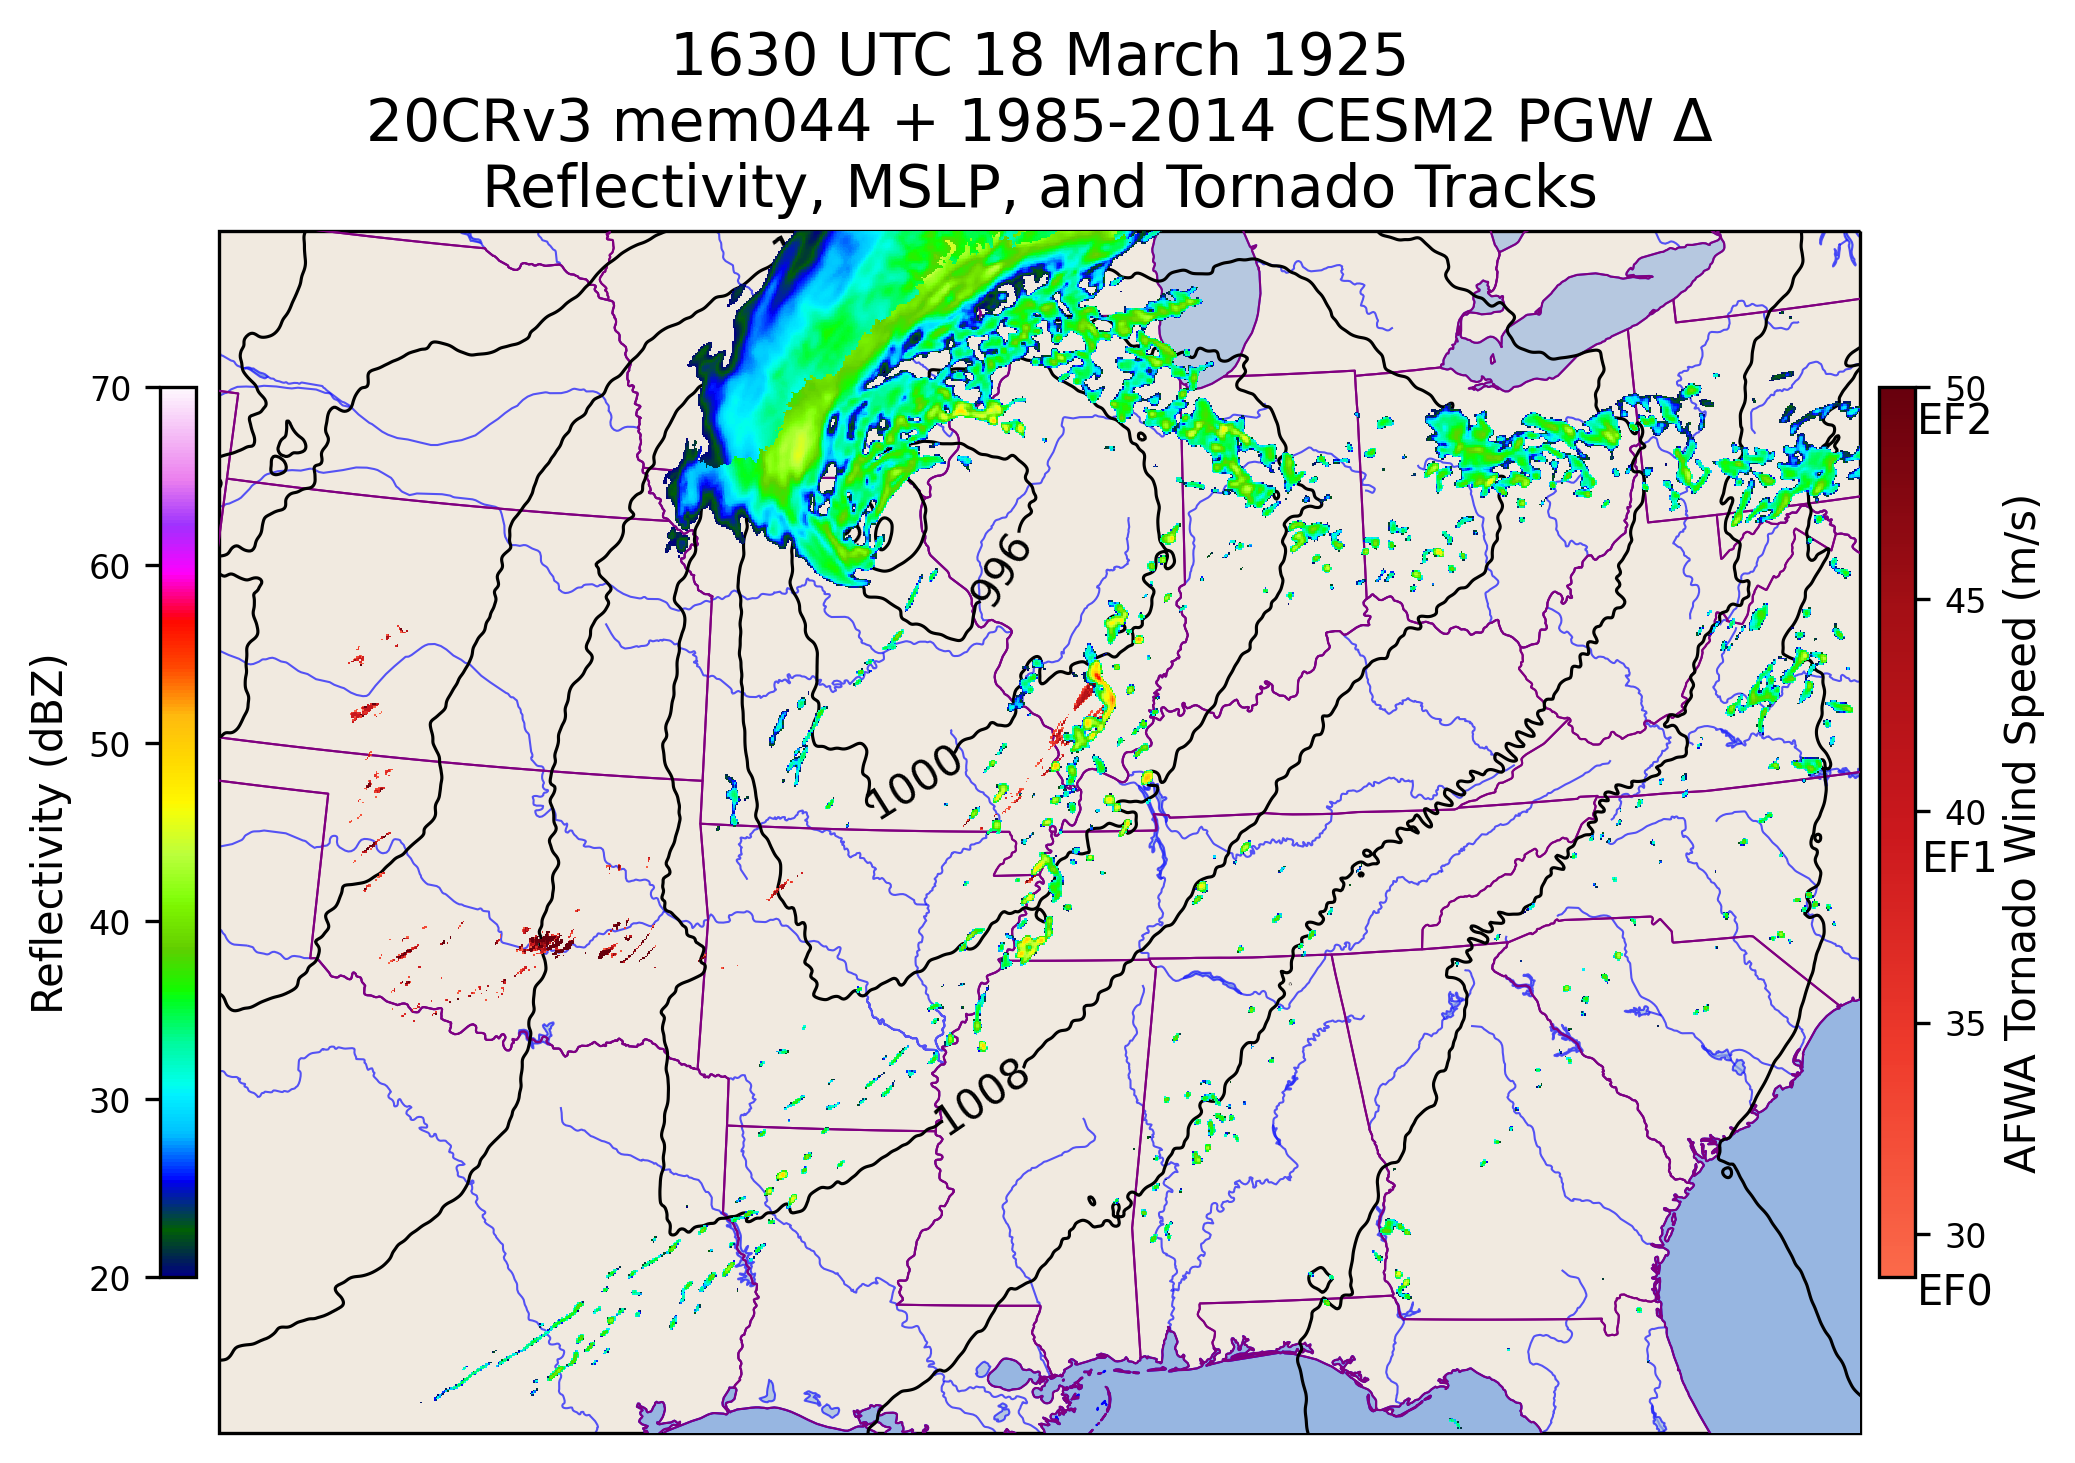 1630 UTC 18 March 1925
20CRv3 mem044 + 1985-2014 CESM2 PGW Δ
Reflectivity, MSLP, and Tornado Tracks
70
60
50
40
30
20
Reflectivity (dBZ)
996
1000
1008
50
EF2
45
40
EF1
35
30
EF0
AFWA Tornado Wind Speed (m/s)